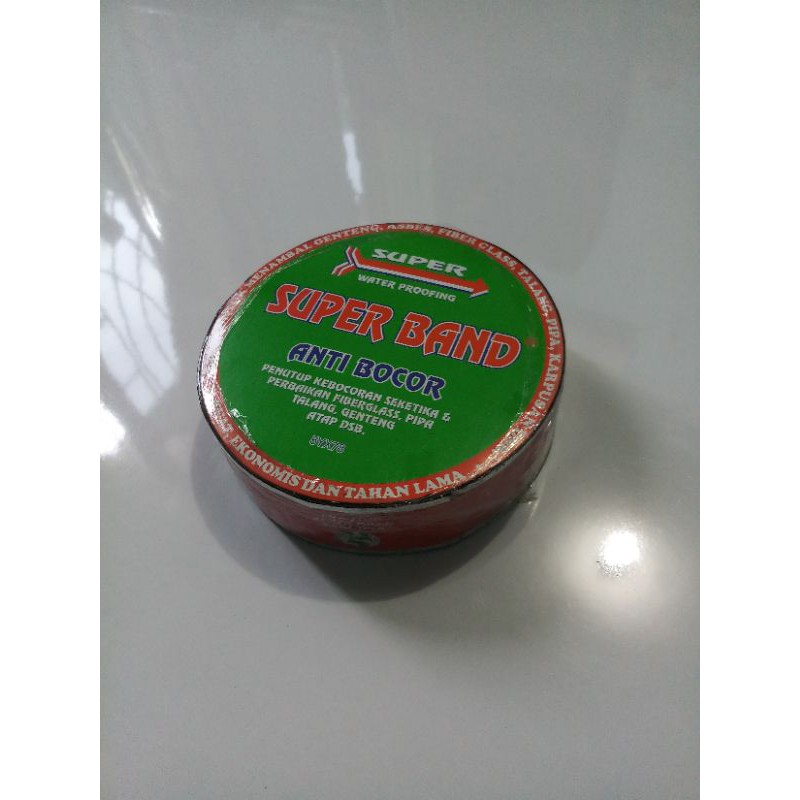 MENAMBAL GENTENG, ASBES, FIBER GLASS, TALANG, PIPA, KARPUSAN
SUPER
WATER PROOFING
SUPER BAND
ANTI BOCOR
PENUTUP KEBOCORAN SEKETIKA &
PERBAIKAN FIBERGLASS, PIPA
TALANG, GENTENG
ATAP DSB.
EKONOMIS DAN TAHAN LAMA